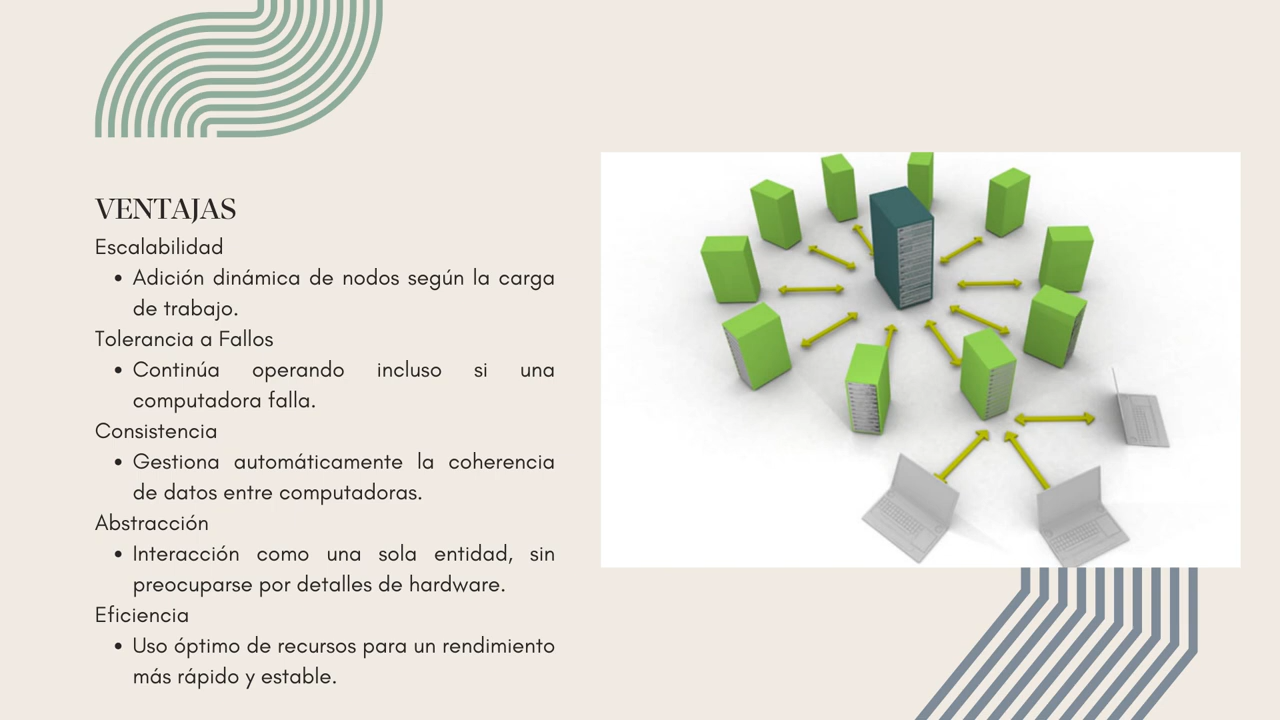 VENTAJAS
Escalabilidad
• Adición dinámica de nodos según la carga
de trabajo.
Tolerancia a Fallos
• Continúa operando incluso si una
computadora falla.
Consistencia
• Gestiona automáticamente la coherencia
de datos entre computadoras.
Abstracción
• Interacción como una sola entidad, sin
preocuparse por detalles de hardware.
Eficiencia
• Uso óptimo de recursos para un rendimiento
más rápido y estable.